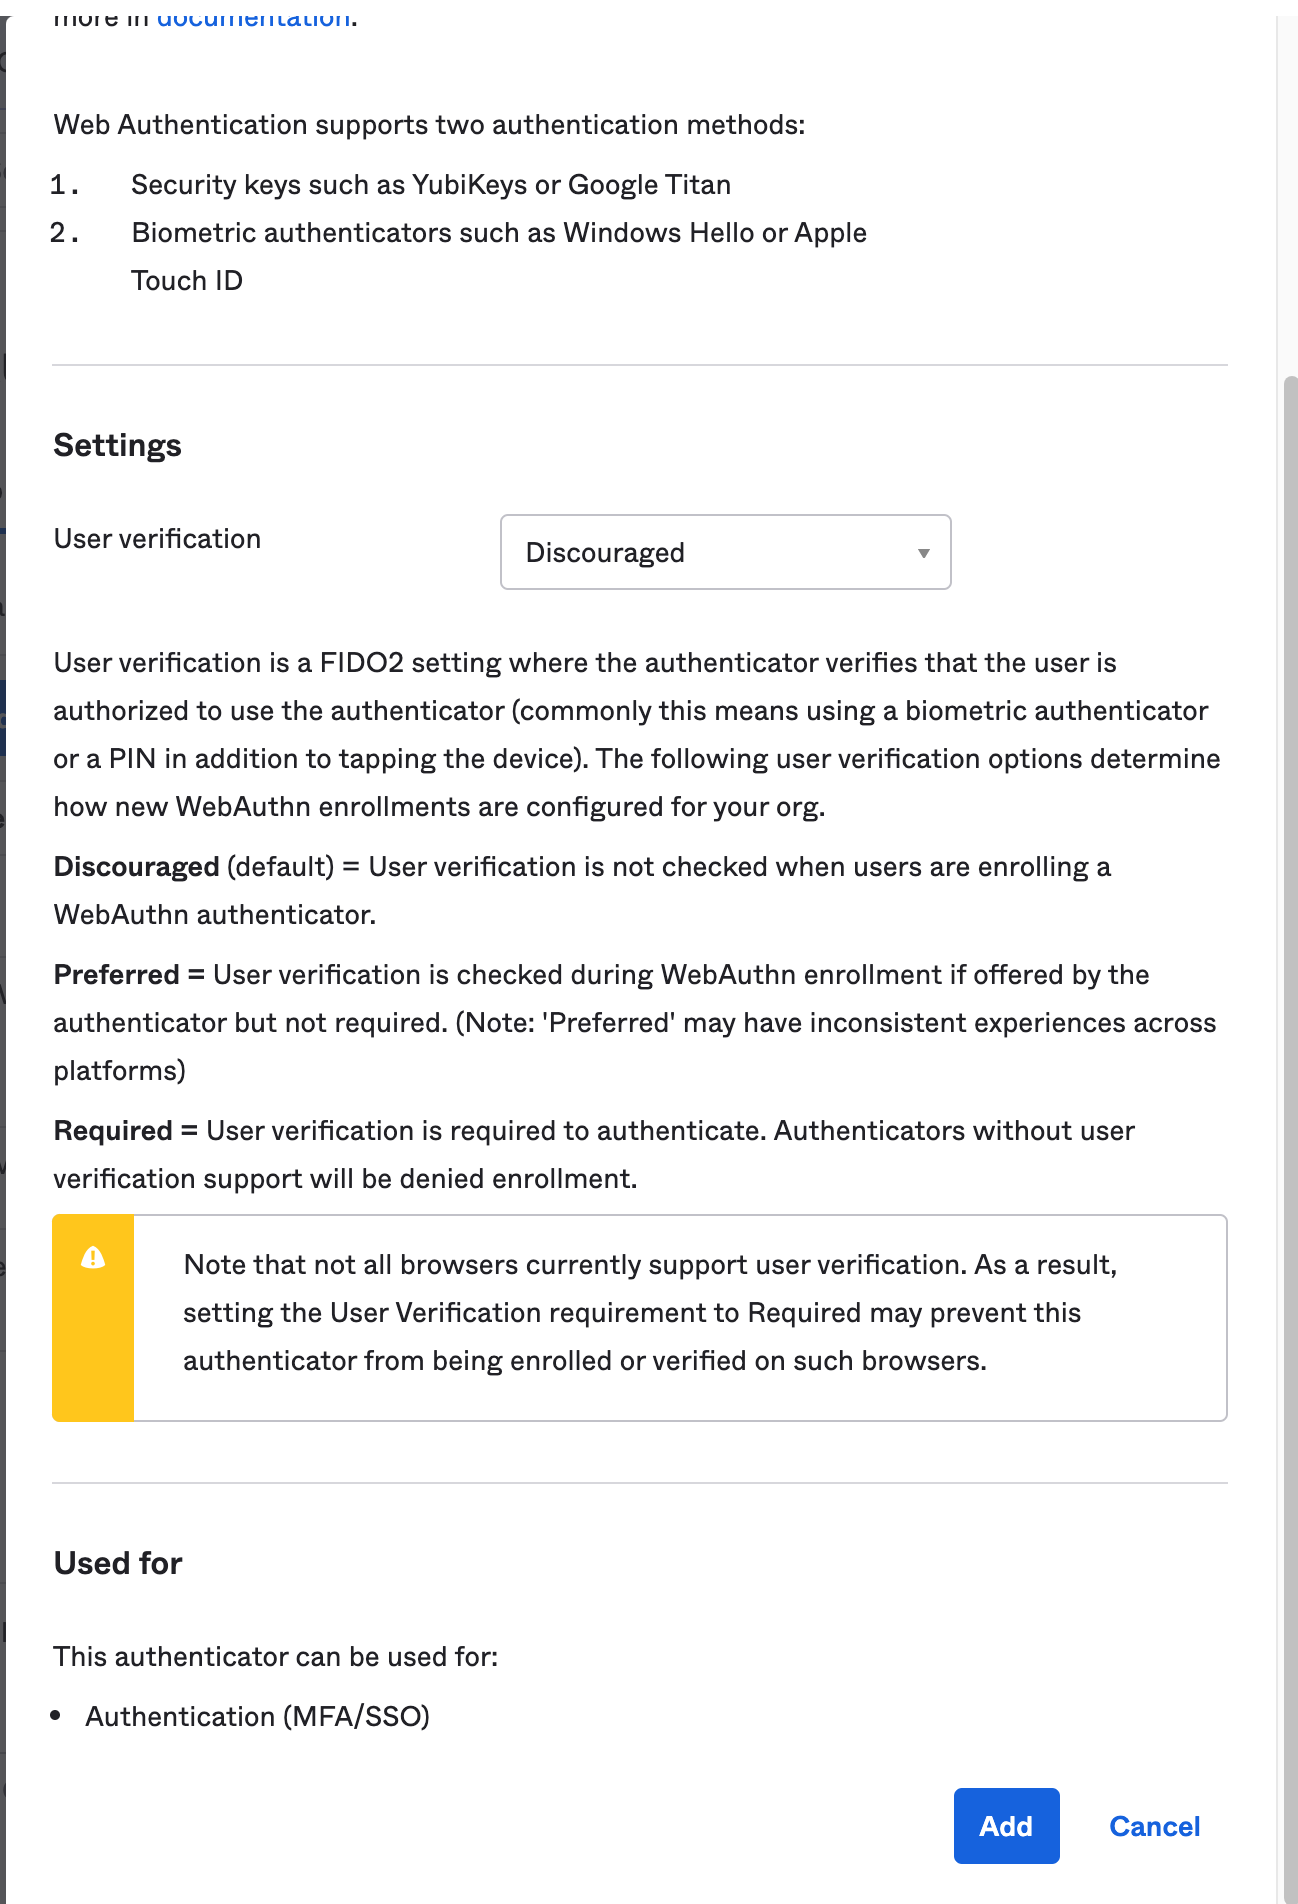 more in documentation.
Web Authentication supports two authentication methods:
1. Security keys such as YubiKeys or Google Titan
2. Biometric authenticators such as Windows Hello or Apple
Touch ID
Settings
User verification
Discouraged
User verification is a FIDO2 setting where the authenticator verifies that the user is
authorized to use the authenticator (commonly this means using a biometric authenticator
or a PIN in addition to tapping the device). The following user verification options determine
how new WebAuthn enrollments are configured for your org.
Discouraged (default) = User verification is not checked when users are enrolling a
WebAuthn authenticator.
Preferred = User verification is checked during WebAuthn enrollment if offered by the
authenticator but not required. (Note: 'Preferred' may have inconsistent experiences across
platforms)
Required = User verification is required to authenticate. Authenticators without user
verification support will be denied enrollment.
Note that not all browsers currently support user verification. As a result,
setting the User Verification requirement to Required may prevent this
authenticator from being enrolled or verified on such browsers.
Used for
This authenticator can be used for:
• Authentication (MFA/SSO)
Add Cancel